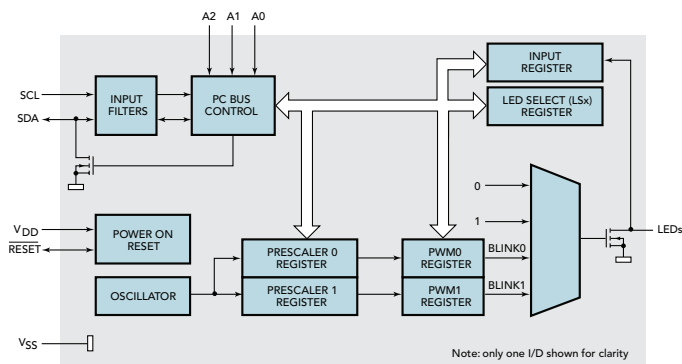 A2 A1 A0
SCL
SDA
INPUT
FILTERS
PC BUS
CONTROL
INPUT
REGISTER
LED SELECT (LSx)
REGISTER
0
1
VDD
RESET
POWER ON
RESET
OSCILLATOR
PRESCALER 0
REGISTER
PRESCALER 1
REGISTER
PWM0
REGISTER
PWM1
REGISTER
BLINK0
BLINK1
LEDs
VSS
Note: only one I/D shown for clarity